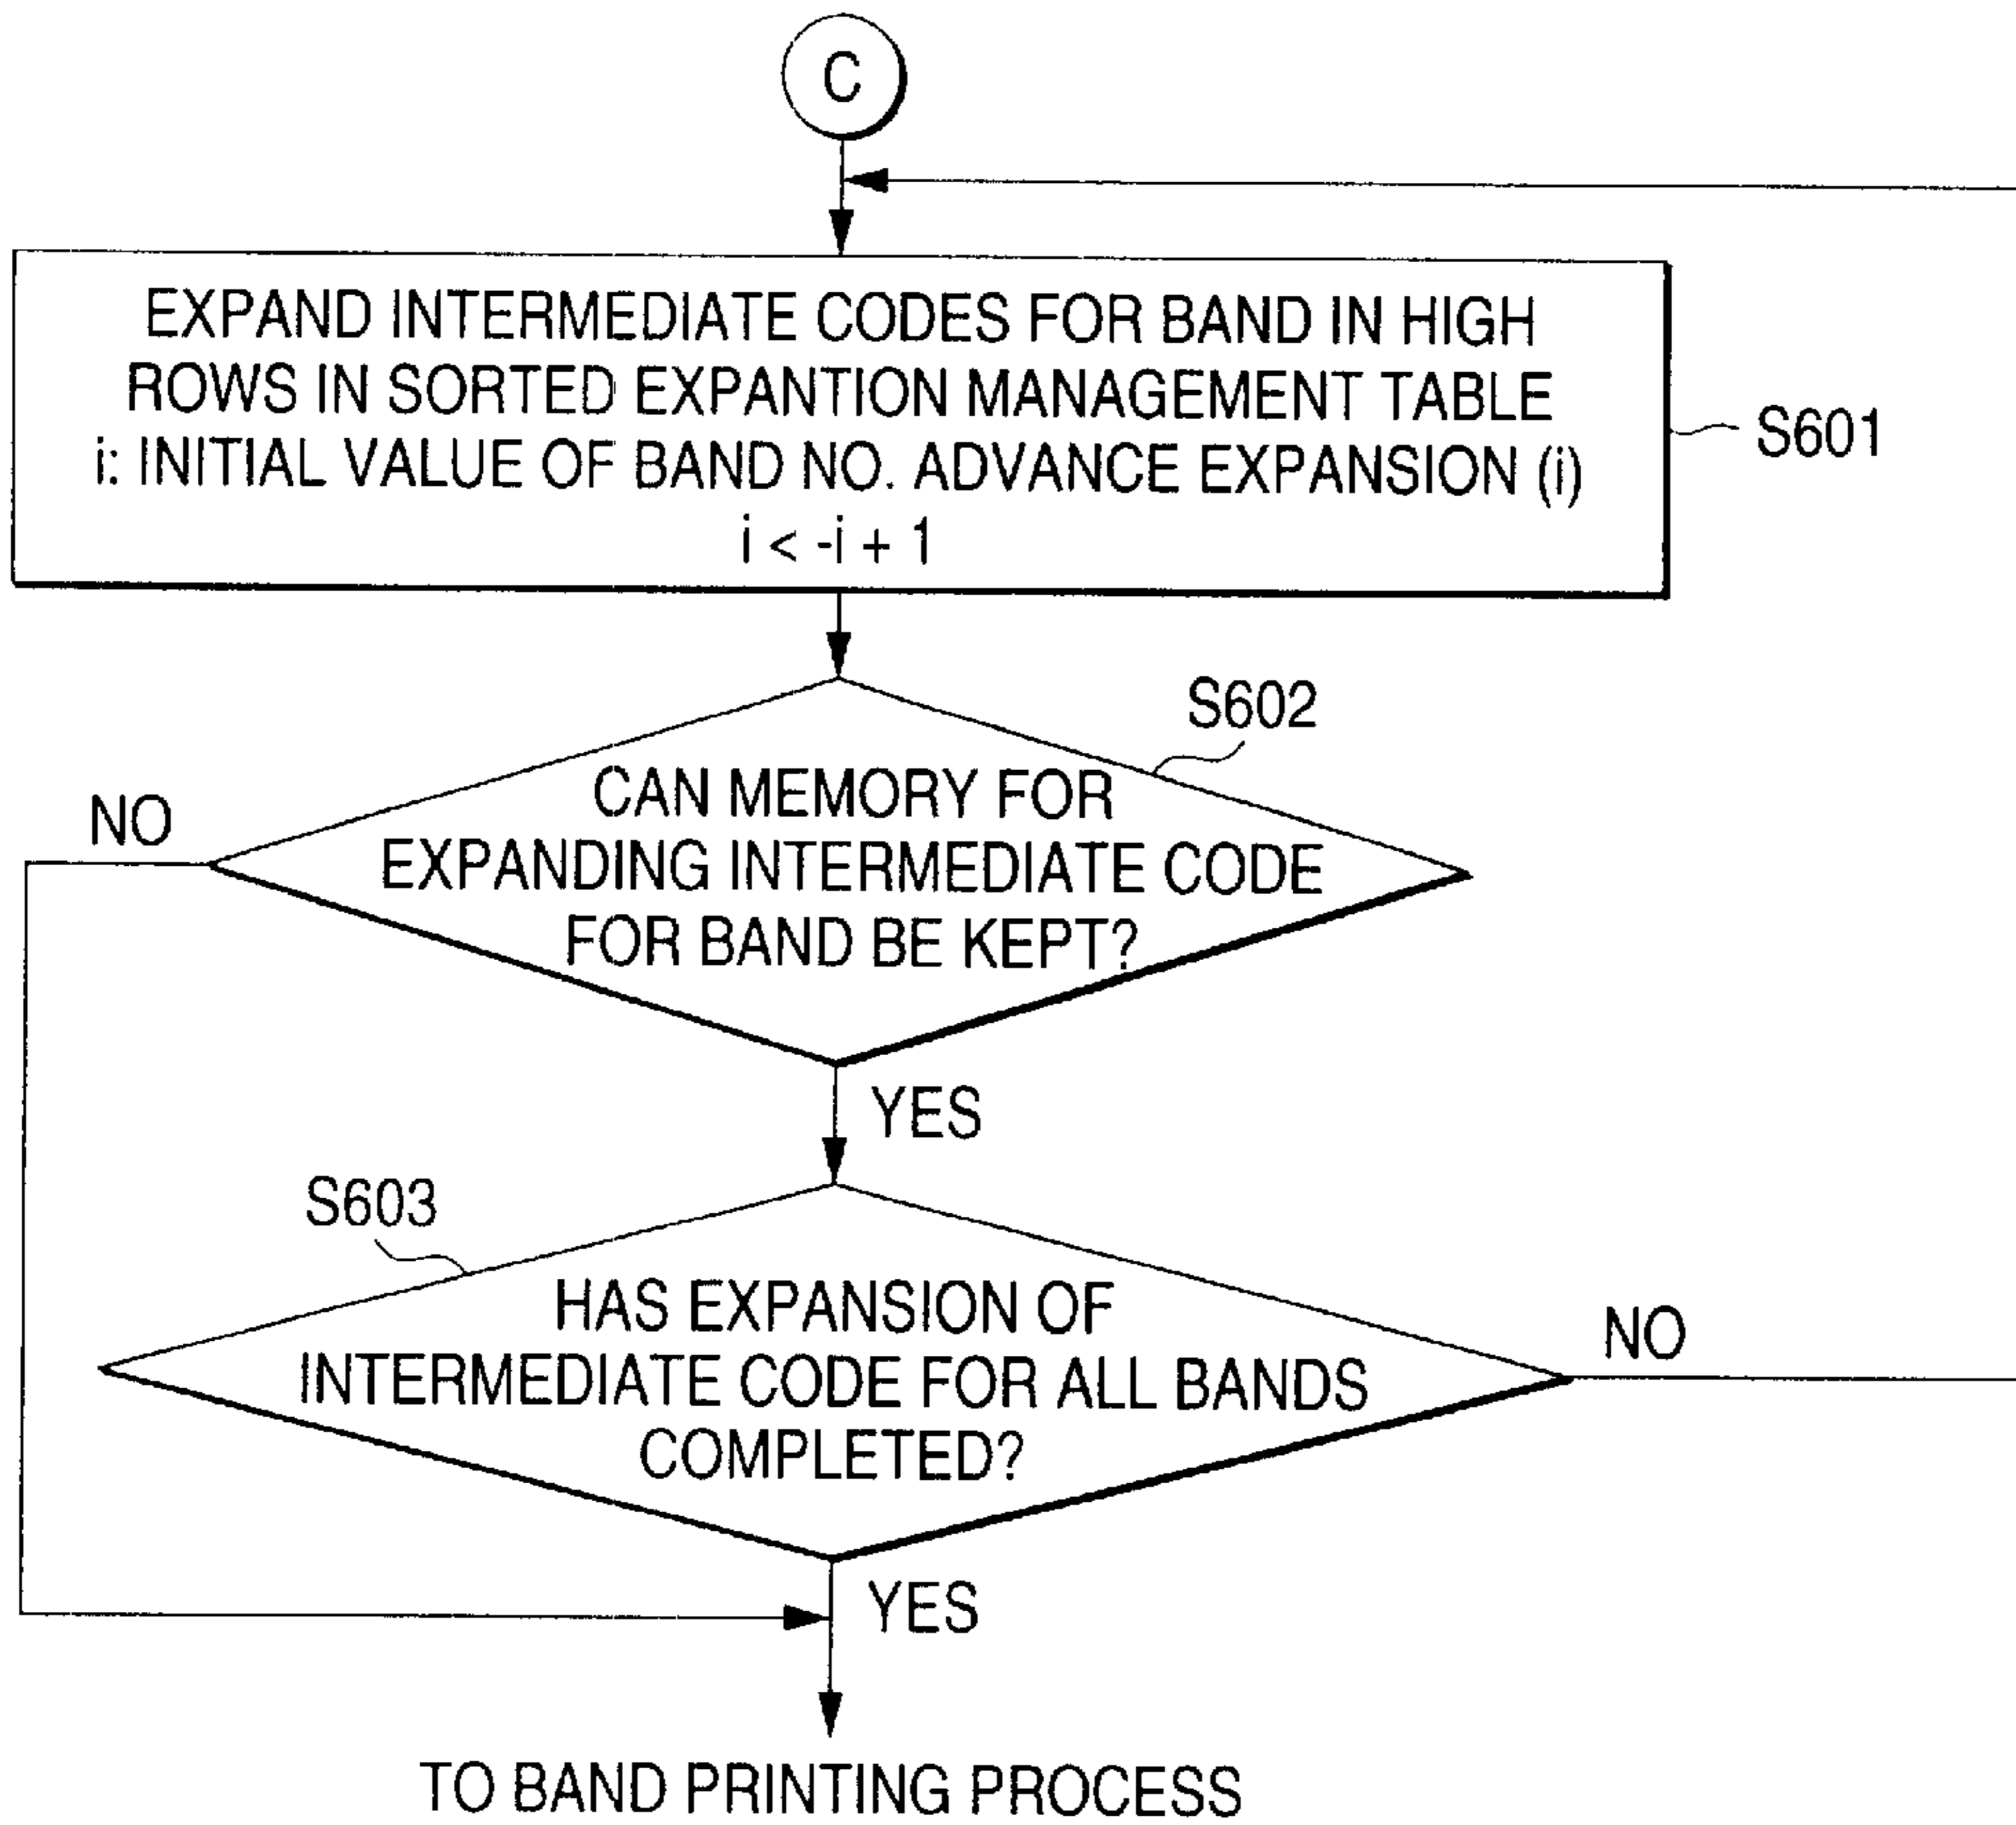 C
EXPAND INTERMEDIATE CODES FOR BAND IN HIGH
ROWS IN SORTED EXPANTION MANAGEMENT TABLE
i: INITIAL VALUE OF BAND NO. ADVANCE EXPANSION (i)
i < -i + 1
S601
S602
CAN MEMORY FOR
EXPANDING INTERMEDIATE CODE
FOR BAND BE KEPT?
NO
YES
S603
HAS EXPANSION OF
INTERMEDIATE CODE FOR ALL BANDS
COMPLETED?
NO
YES
TO BAND PRINTING PROCESS